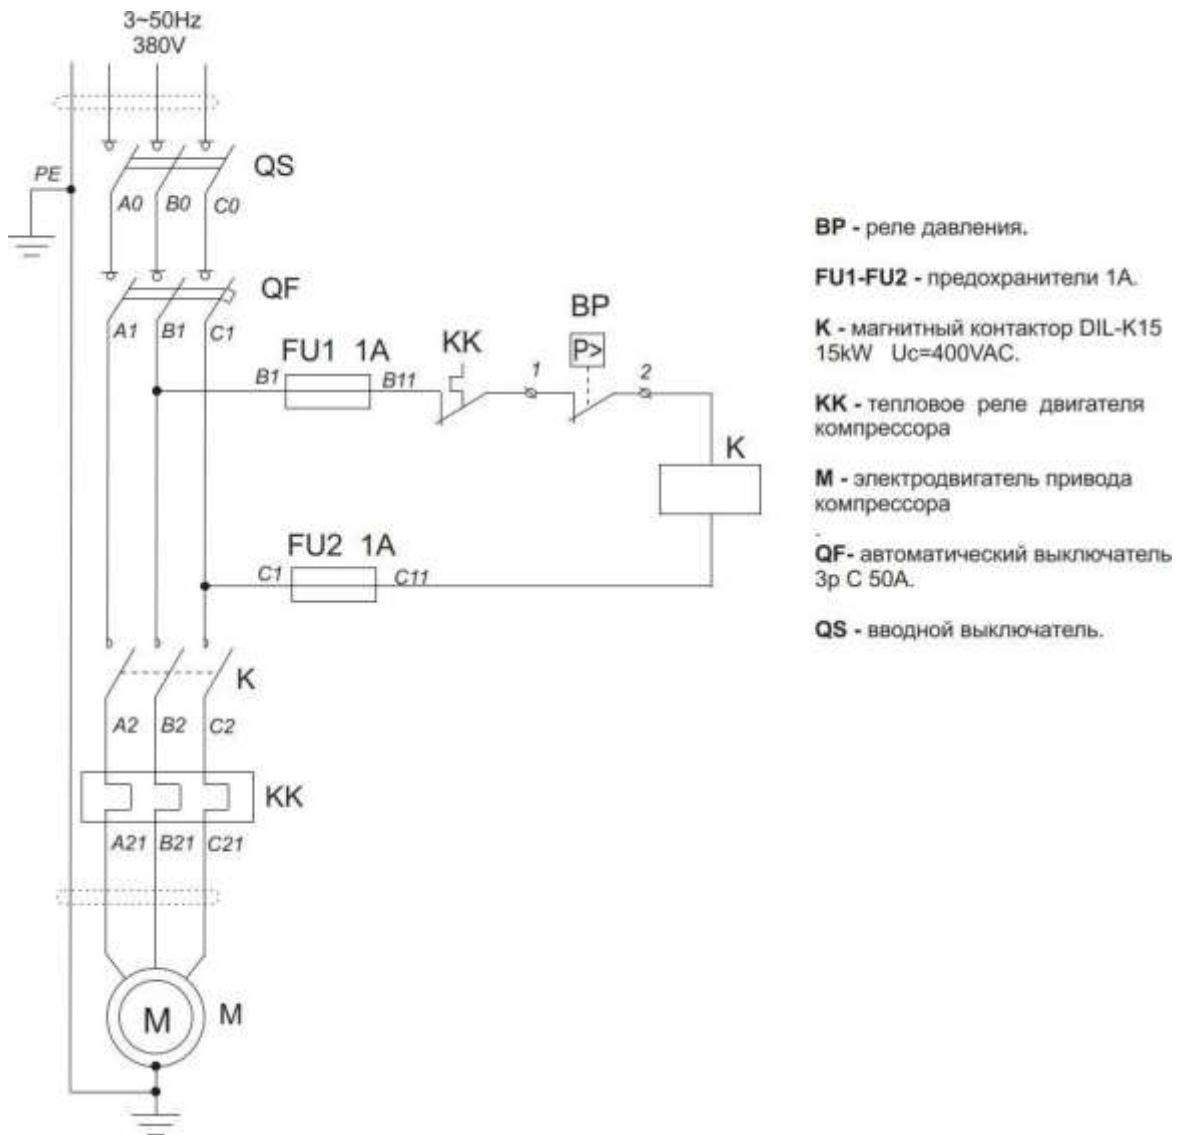 3~50Hz
380V
QS
PE
A0 B0 C0
QF
A1 B1 C1
FU1 1A
B1 B11
KK
1
BP
P>
2
K
FU2 1A
C1 C11
K
A2 B2 C2
KK
A21 B21 C21
M
M
BP - реле давления.
FU1-FU2 - предохранители 1А.
K - магнитный контактор DIL-K15
15kW Uc=400VAC.
KK - тепловое реле двигателя
компрессора
M - электродвигатель привода
компрессора
-
QF- автоматический выключатель
3р С 50А.
QS - вводной выключатель.